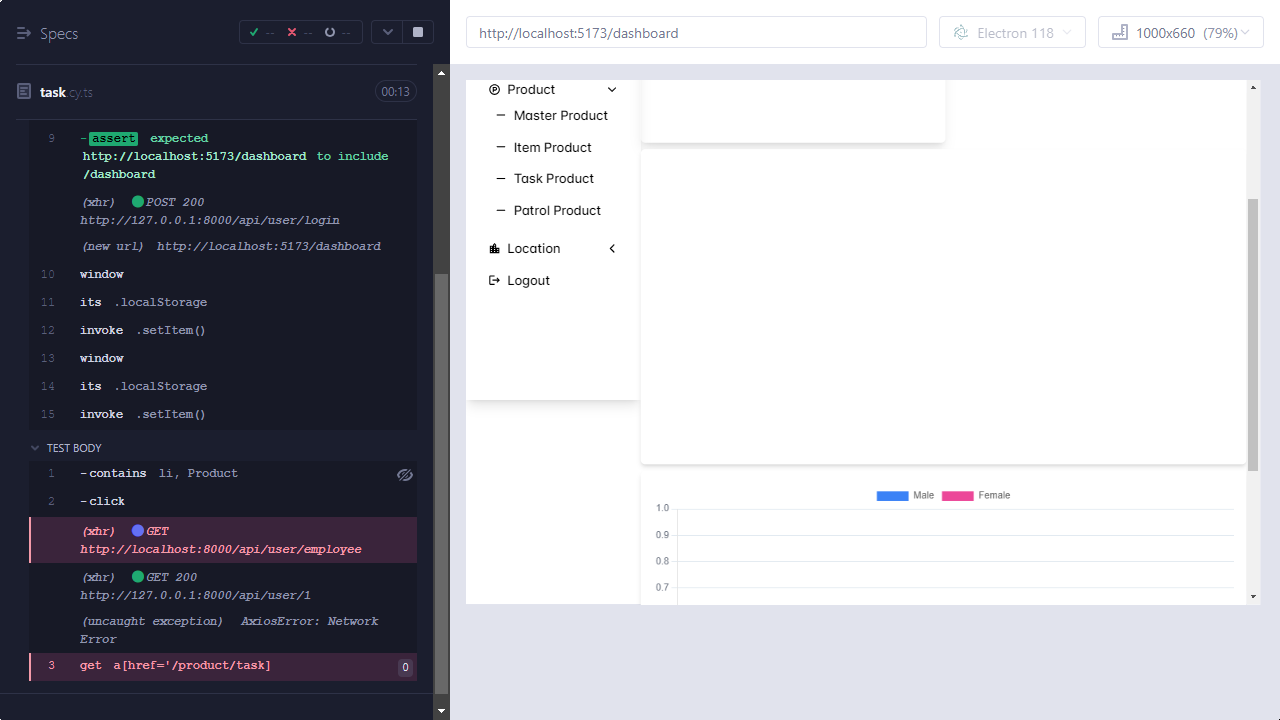 Specs
-- -- --
http://localhost:5173/dashboard
Electron 118
1000x660 (79%)
task.cy.ts
00:13
9 -assert expected
http://localhost:5173/dashboard to include
/dashboard
(xhr) POST 200
http://127.0.0.1:8000/api/user/login
(new url) http://localhost:5173/dashboard
10 window
11 its .localStorage
12 invoke .setItem()
13 window
14 its .localStorage
15 invoke .setItem()
TEST BODY
1 -contains li, Product
2 -click
(xhr) GET
http://localhost:8000/api/user/employee
(xhr) GET 200
http://127.0.0.1:8000/api/user/1
(uncaught exception) AxiosError: Network
Error
3 get a[href='/product/task] 0
Product
Master Product
Item Product
Task Product
Patrol Product
Location
Logout
Male Female
1.0
0.9
0.8
0.7